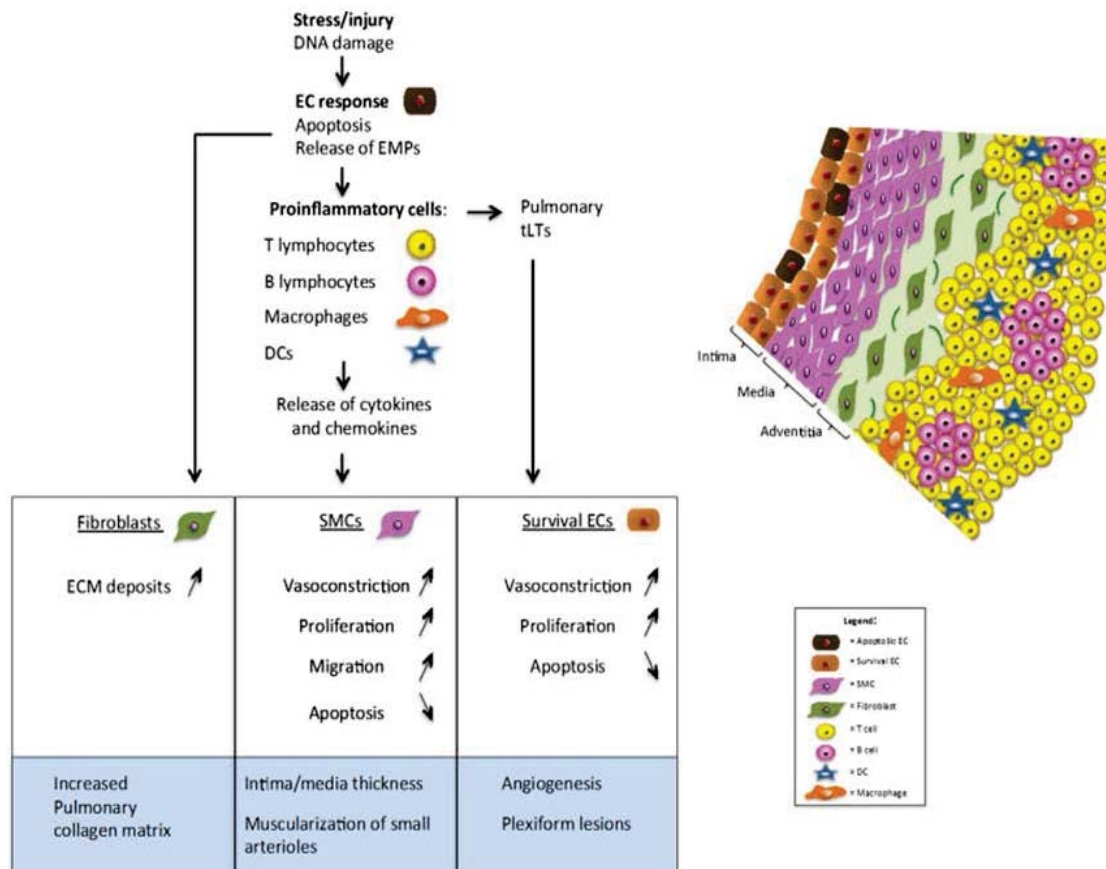 Stress/injury
DNA damage
EC response
Apoptosis
Release of EMPs
Proinflammatory cells:
T lymphocytes
B lymphocytes
Macrophages
DCs
Pulmonary
tLTs
Release of cytokines
and chemokines
Fibroblasts
ECM deposits
SMCs
Vasoconstriction
Proliferation
Migration
Apoptosis
Survival ECs
Vasoconstriction
Proliferation
Apoptosis
Increased
Pulmonary
collagen matrix
Intima/media thickness
Muscularization of small
arterioles
Angiogenesis
Plexiform lesions
Intima
Media
Adventitia
Legend:
= Apoptotic EC
= Survival EC
= SMC
= Fibroblast
= T cell
= B cell
= DC
= Macrophage